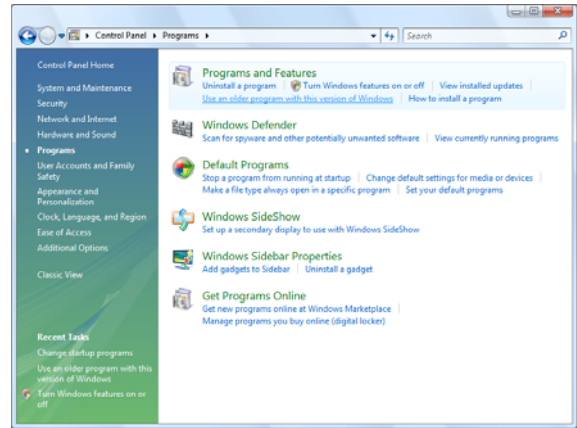 Control Panel Programs
Search
Control Panel Home
System and Maintenance
Security
Network and Internet
Hardware and Sound
Programs
User Accounts and Family
Safety
Appearance and
Personalization
Clock, Language, and Region
Ease of Access
Additional Options
Classic View
Recent Tasks
Change startup programs
Use an older program with this
version of Windows
Turn Windows features on or
off
Programs and Features
Uninstall a program Turn Windows features on or off View installed updates
Use an older program with this version of Windows How to install a program
Windows Defender
Scan for spyware and other potentially unwanted software View currently running programs
Default Programs
Stop a program from running at startup Change default settings for media or devices
Make a file type always open in a specific program Set your default programs
Windows SideShow
Set up a secondary display to use with Windows SideShow
Windows Sidebar Properties
Add gadgets to Sidebar Uninstall a gadget
Get Programs Online
Get new programs online at Windows Marketplace
Manage programs you buy online (digital locker)